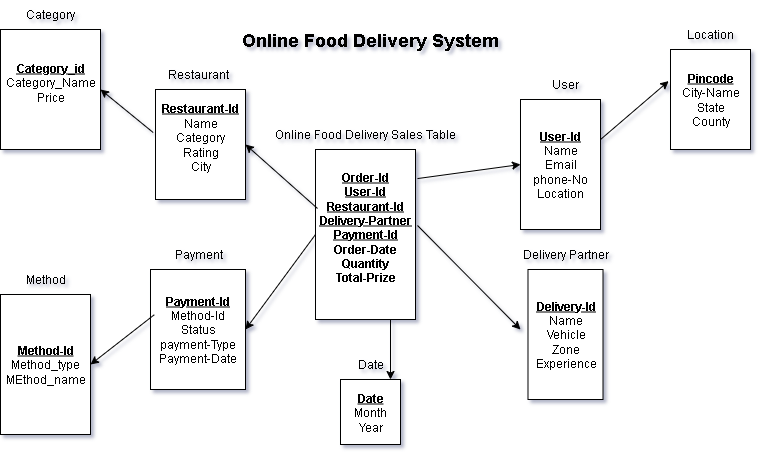 Online Food Delivery System
Category
Category_id
Category_Name
Price
Restaurant
Restaurant-Id
Name
Category
Rating
City
Online Food Delivery Sales Table
Order-Id
User-Id
Restaurant-Id
Delivery-Partner
Payment-Id
Order-Date
Quantity
Total-Prize
User
User-Id
Name
Email
phone-No
Location
Location
Pincode
City-Name
State
County
Method
Method-Id
Method_type
MEthod_name
Payment
Payment-Id
Method-Id
Status
payment-Type
Payment-Date
Date
Date
Month
Year
Delivery Partner
Delivery-Id
Name
Vehicle
Zone
Experience